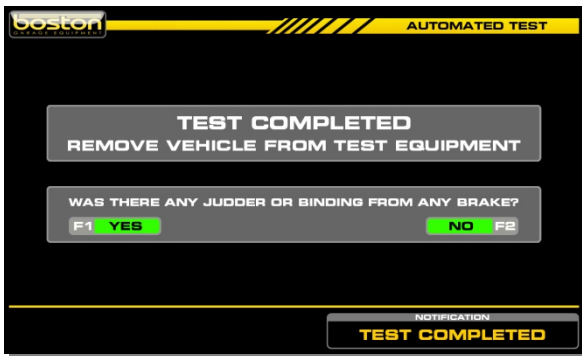 boston
GARAGE EQUIPMENT
AUTOMATED TEST
TEST COMPLETED
REMOVE VEHICLE FROM TEST EQUIPMENT
WAS THERE ANY JUDDER OR BINDING FROM ANY BRAKE?
F1 YES NO F2
NOTIFICATION
TEST COMPLETED